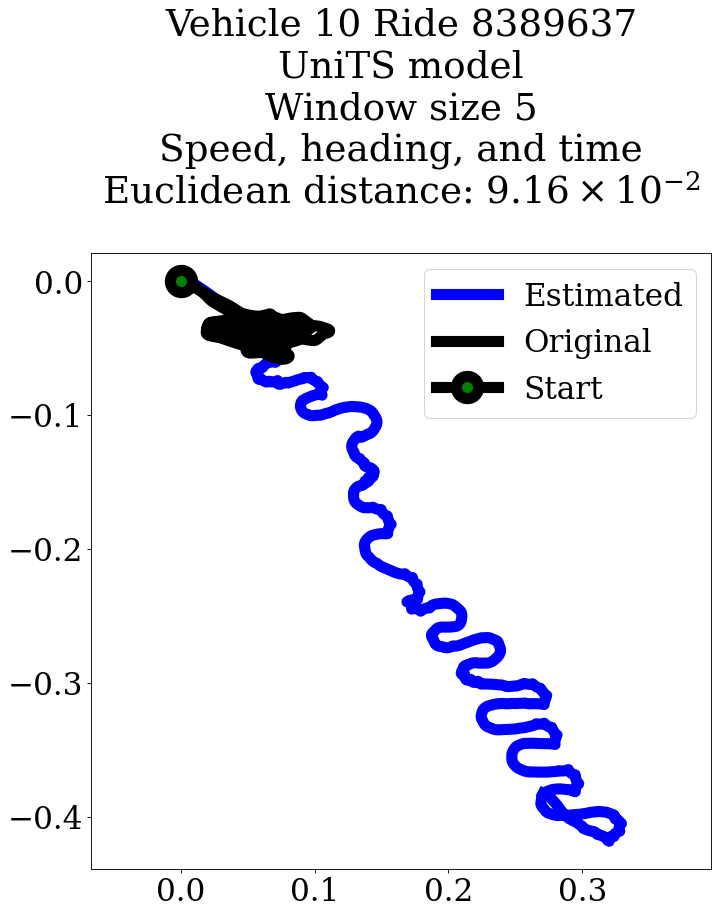 Vehicle 10 Ride 8389637
UniTS model
Window size 5
Speed, heading, and time
Euclidean distance: 9.16 × 10⁻²
Estimated
Original
Start
0.0
−0.1
−0.2
−0.3
−0.4
0.0 0.1 0.2 0.3